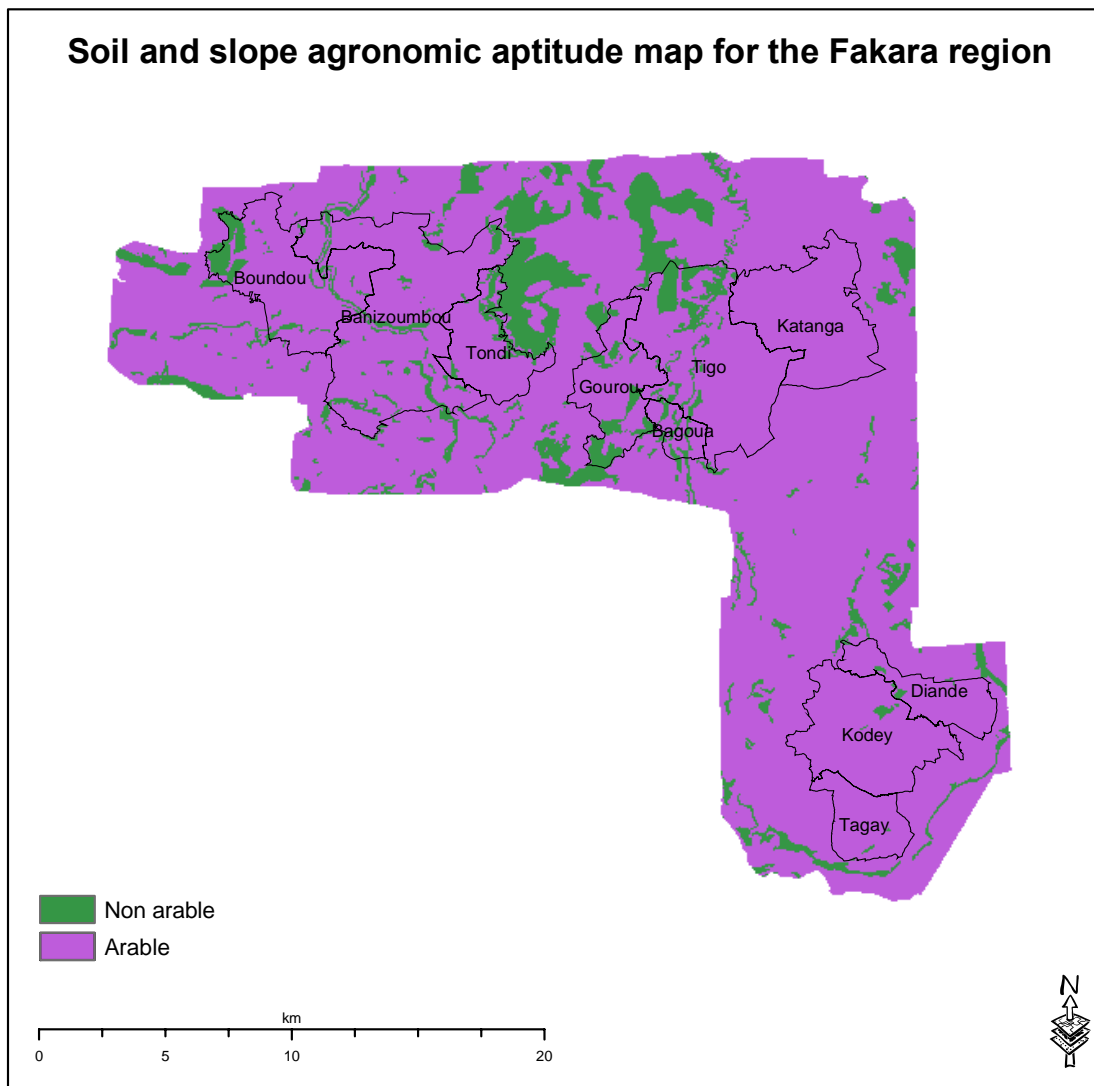 Soil and slope agronomic aptitude map for the Fakara region
Boundou
Banizoumbou
Tondi
Gourou
Tigo
Katanga
Bagoua
Diande
Kodey
Tagay
Non arable
Arable
km
0 5 10 20
N